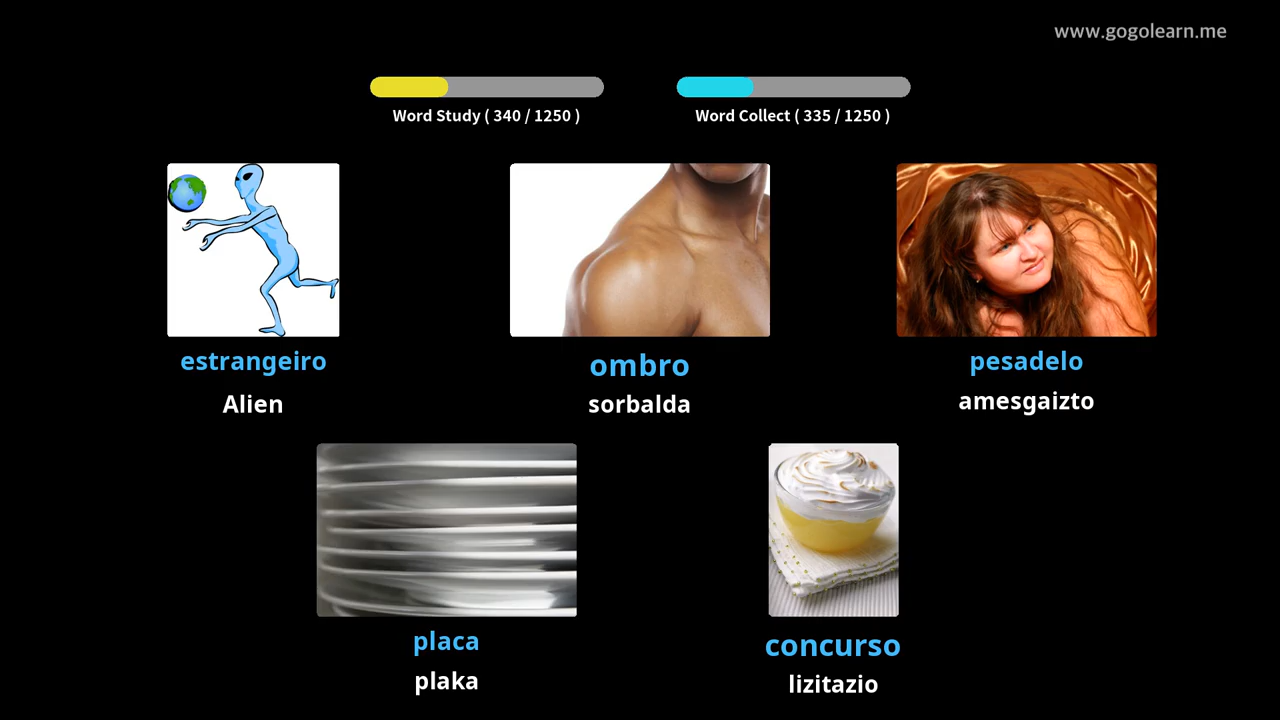 www.gogolearn.me
Word Study ( 340 / 1250 )
Word Collect ( 335 / 1250 )
estrangeiro
Alien
ombro
sorbalda
pesadelo
amesgaizto
placa
plaka
concurso
lizitazio